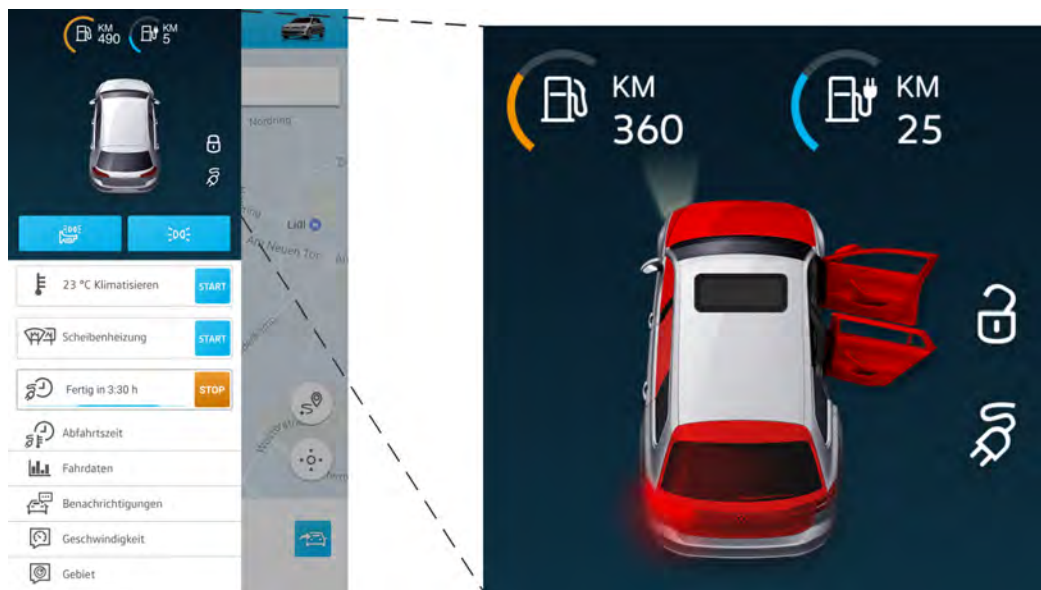 KM
490
KM
5
23 °C Klimatisieren
START
Scheibenheizung
START
Fertig in 3:30 h
STOP
Abfahrtszeit
Fahrdaten
Benachrichtigungen
Geschwindigkeit
Gebiet
Nordring
Lidl
Am Neuen Tor
KM
360
KM
25